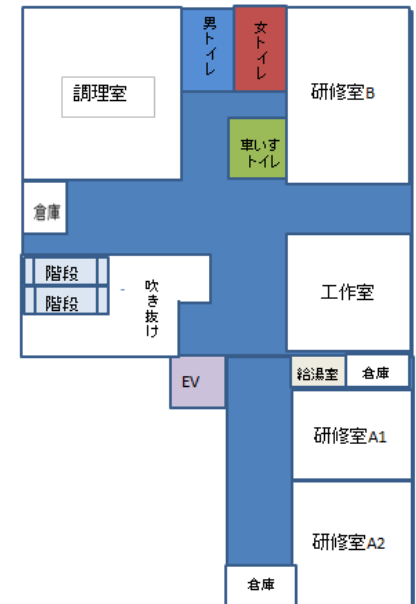 男トイレ
女トイレ
調理室
研修室B
車いす
トイレ
倉庫
階段
階段
吹き抜け
工作室
EV
給湯室
倉庫
研修室A1
研修室A2
倉庫